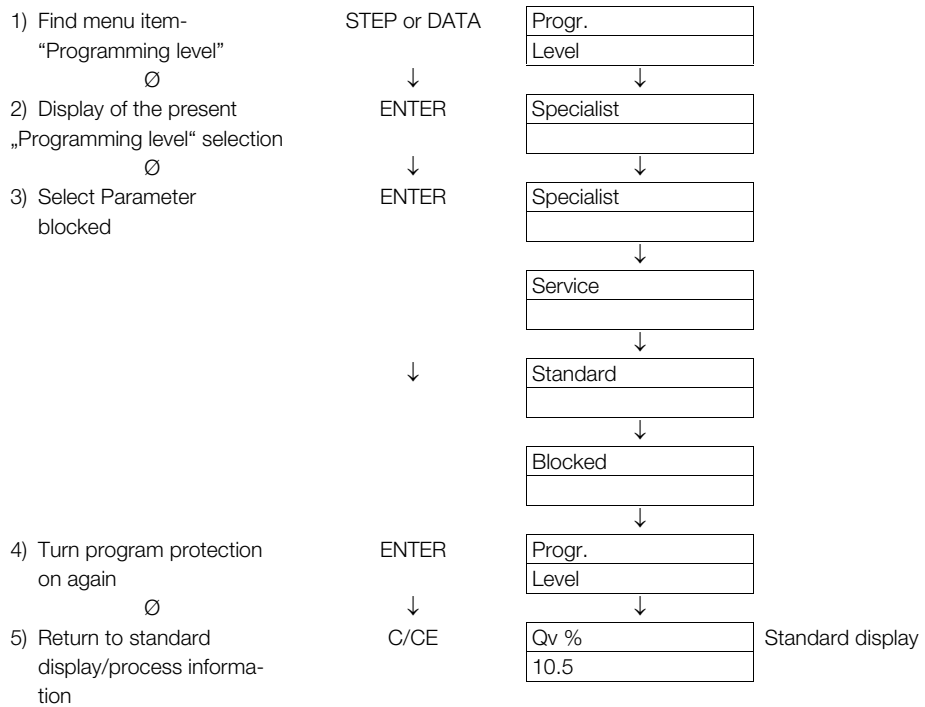 1) Find menu item- STEP or DATA Progr.
“Programming level” Level
Ø ↓ ↓
2) Display of the present ENTER Specialist
„Programming level“ selection
Ø ↓ ↓
3) Select Parameter ENTER Specialist
blocked
↓
Service
↓
↓ Standard
↓
Blocked
↓
4) Turn program protection ENTER Progr.
on again Level
Ø ↓ ↓
5) Return to standard C/CE Qv % Standard display
display/process informa- 10.5
tion